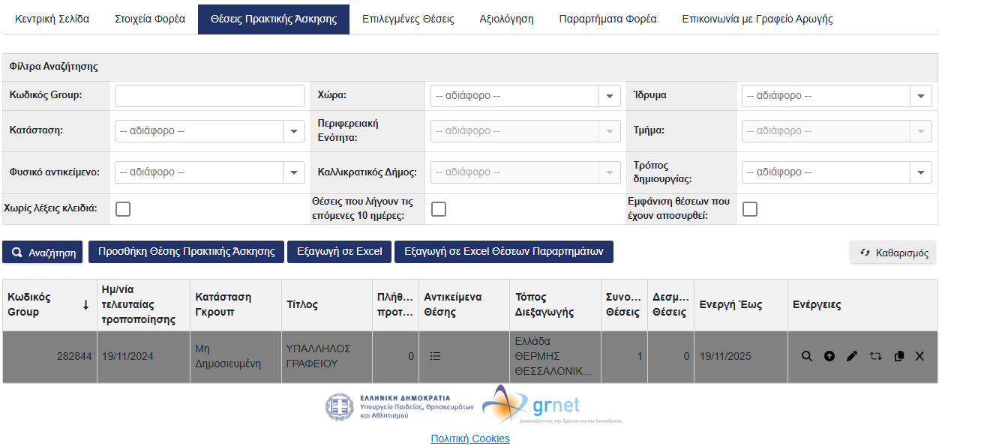 Κεντρική Σελίδα Στοιχεία Φορέα Θέσεις Πρακτικής Άσκησης Επιλεγμένες Θέσεις Αξιολόγηση Παραρτήματα Φορέα Επικοινωνία με Γραφείο Αρωγής
Φίλτρα Αναζήτησης
Κωδικός Group: Χώρα: -- αδιάφορο -- Ίδρυμα -- αδιάφορο --
Κατάσταση: -- αδιάφορο -- Περιφερειακή Ενότητα: -- αδιάφορο -- Τμήμα: -- αδιάφορο --
Φυσικό αντικείμενο: -- αδιάφορο -- Καλλικρατικός Δήμος: -- αδιάφορο -- Τρόπος δημιουργίας: -- αδιάφορο --
Χωρίς λέξεις κλειδιά: Θέσεις που λήγουν τις επόμενες 10 ημέρες: Εμφάνιση θέσεων που έχουν αποσυρθεί:
Αναζήτηση Προσθήκη Θέσης Πρακτικής Άσκησης Εξαγωγή σε Excel Εξαγωγή σε Excel Θέσεων Παραρτημάτων Καθαρισμός
Κωδικός Group Ημ/νία τελευταίας τροποποίησης Κατάσταση Γκρουπ Τίτλος Πλήθ... προτ... Αντικείμενα Θέσης Τόπος Διεξαγωγής Συνο... Θέσεις Δεσμ... Θέσεις Ενεργή Έως Ενέργειες
282844 19/11/2024 Μη Δημοσιευμένη ΥΠΑΛΛΗΛΟΣ ΓΡΑΦΕΙΟΥ 0 Ελλάδα ΘΕΡΜΗΣ ΘΕΣΣΑΛΟΝΙΚ... 1 0 19/11/2025
ΕΛΛΗΝΙΚΗ ΔΗΜΟΚΡΑΤΙΑ
Υπουργείο Παιδείας, Θρησκευμάτων
και Αθλητισμού
grnet
Διασυνδέοντας την Έρευνα και την Εκπαίδευση
Πολιτική Cookies